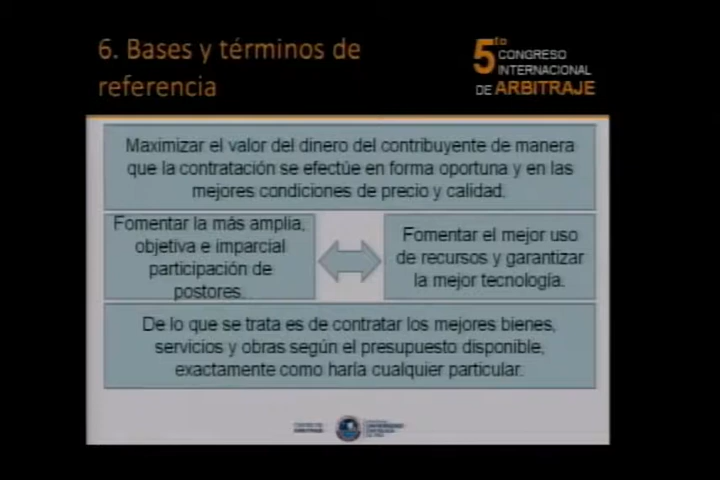 6. Bases y términos de
referencia
5to
CONGRESO
INTERNACIONAL
DE ARBITRAJE
Maximizar el valor del dinero del contribuyente de manera
que la contratación se efectúe en forma oportuna y en las
mejores condiciones de precio y calidad.
Fomentar la más amplia,
objetiva e imparcial
participación de
postores.
Fomentar el mejor uso
de recursos y garantizar
la mejor tecnología.
De lo que se trata es de contratar los mejores bienes,
servicios y obras según el presupuesto disponible,
exactamente como haría cualquier particular.